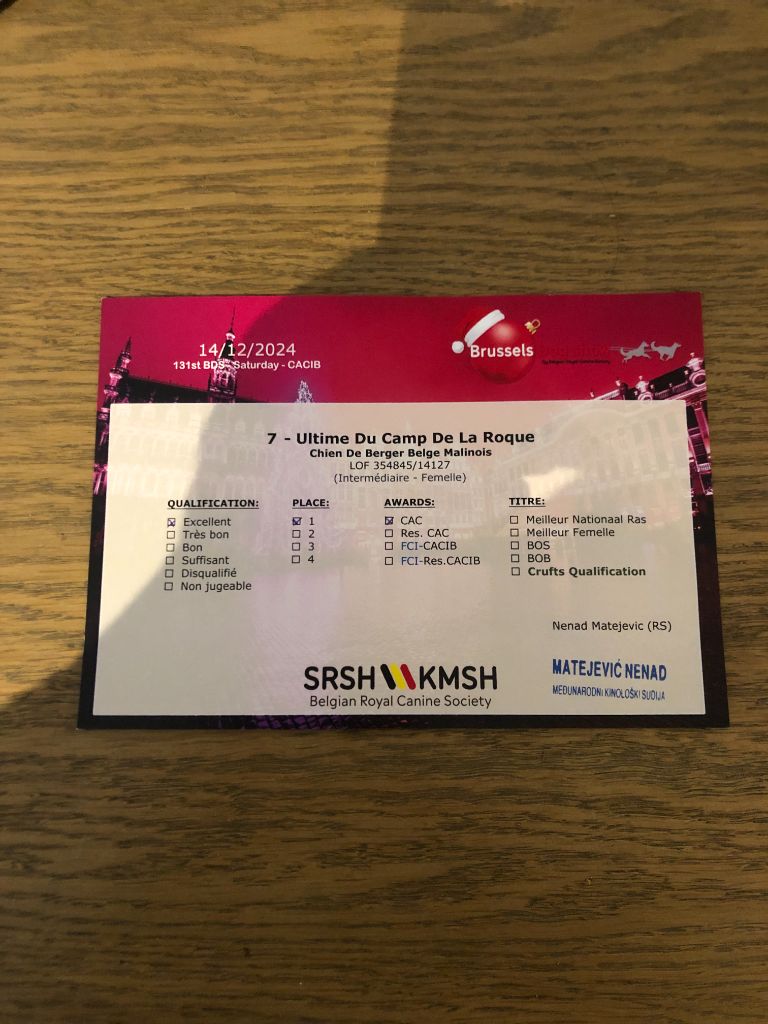 14/12/2024
131st BDS - Saturday - CACIB
Brussels
7 - Ultime Du Camp De La Roque
Chien De Berger Belge Malinois
LOF 354845/14127
(Intermédiaire - Femelle)
QUALIFICATION:
☒ Excellent
☐ Très bon
☐ Bon
☐ Suffisant
☐ Disqualifié
☐ Non jugeable
PLACE:
☒ 1
☐ 2
☐ 3
☐ 4
AWARDS:
☒ CAC
☐ Res. CAC
☐ FCI-CACIB
☐ FCI-Res.CACIB
TITRE:
☐ Meilleur Nationaal Ras
☐ Meilleur Femelle
☐ BOS
☐ BOB
☐ Crufts Qualification
Nenad Matejevic (RS)
SRSH KMSH
Belgian Royal Canine Society
MATEJEVIĆ NENAD
MEĐUNARODNI KINOLOŠKI SUDIJA